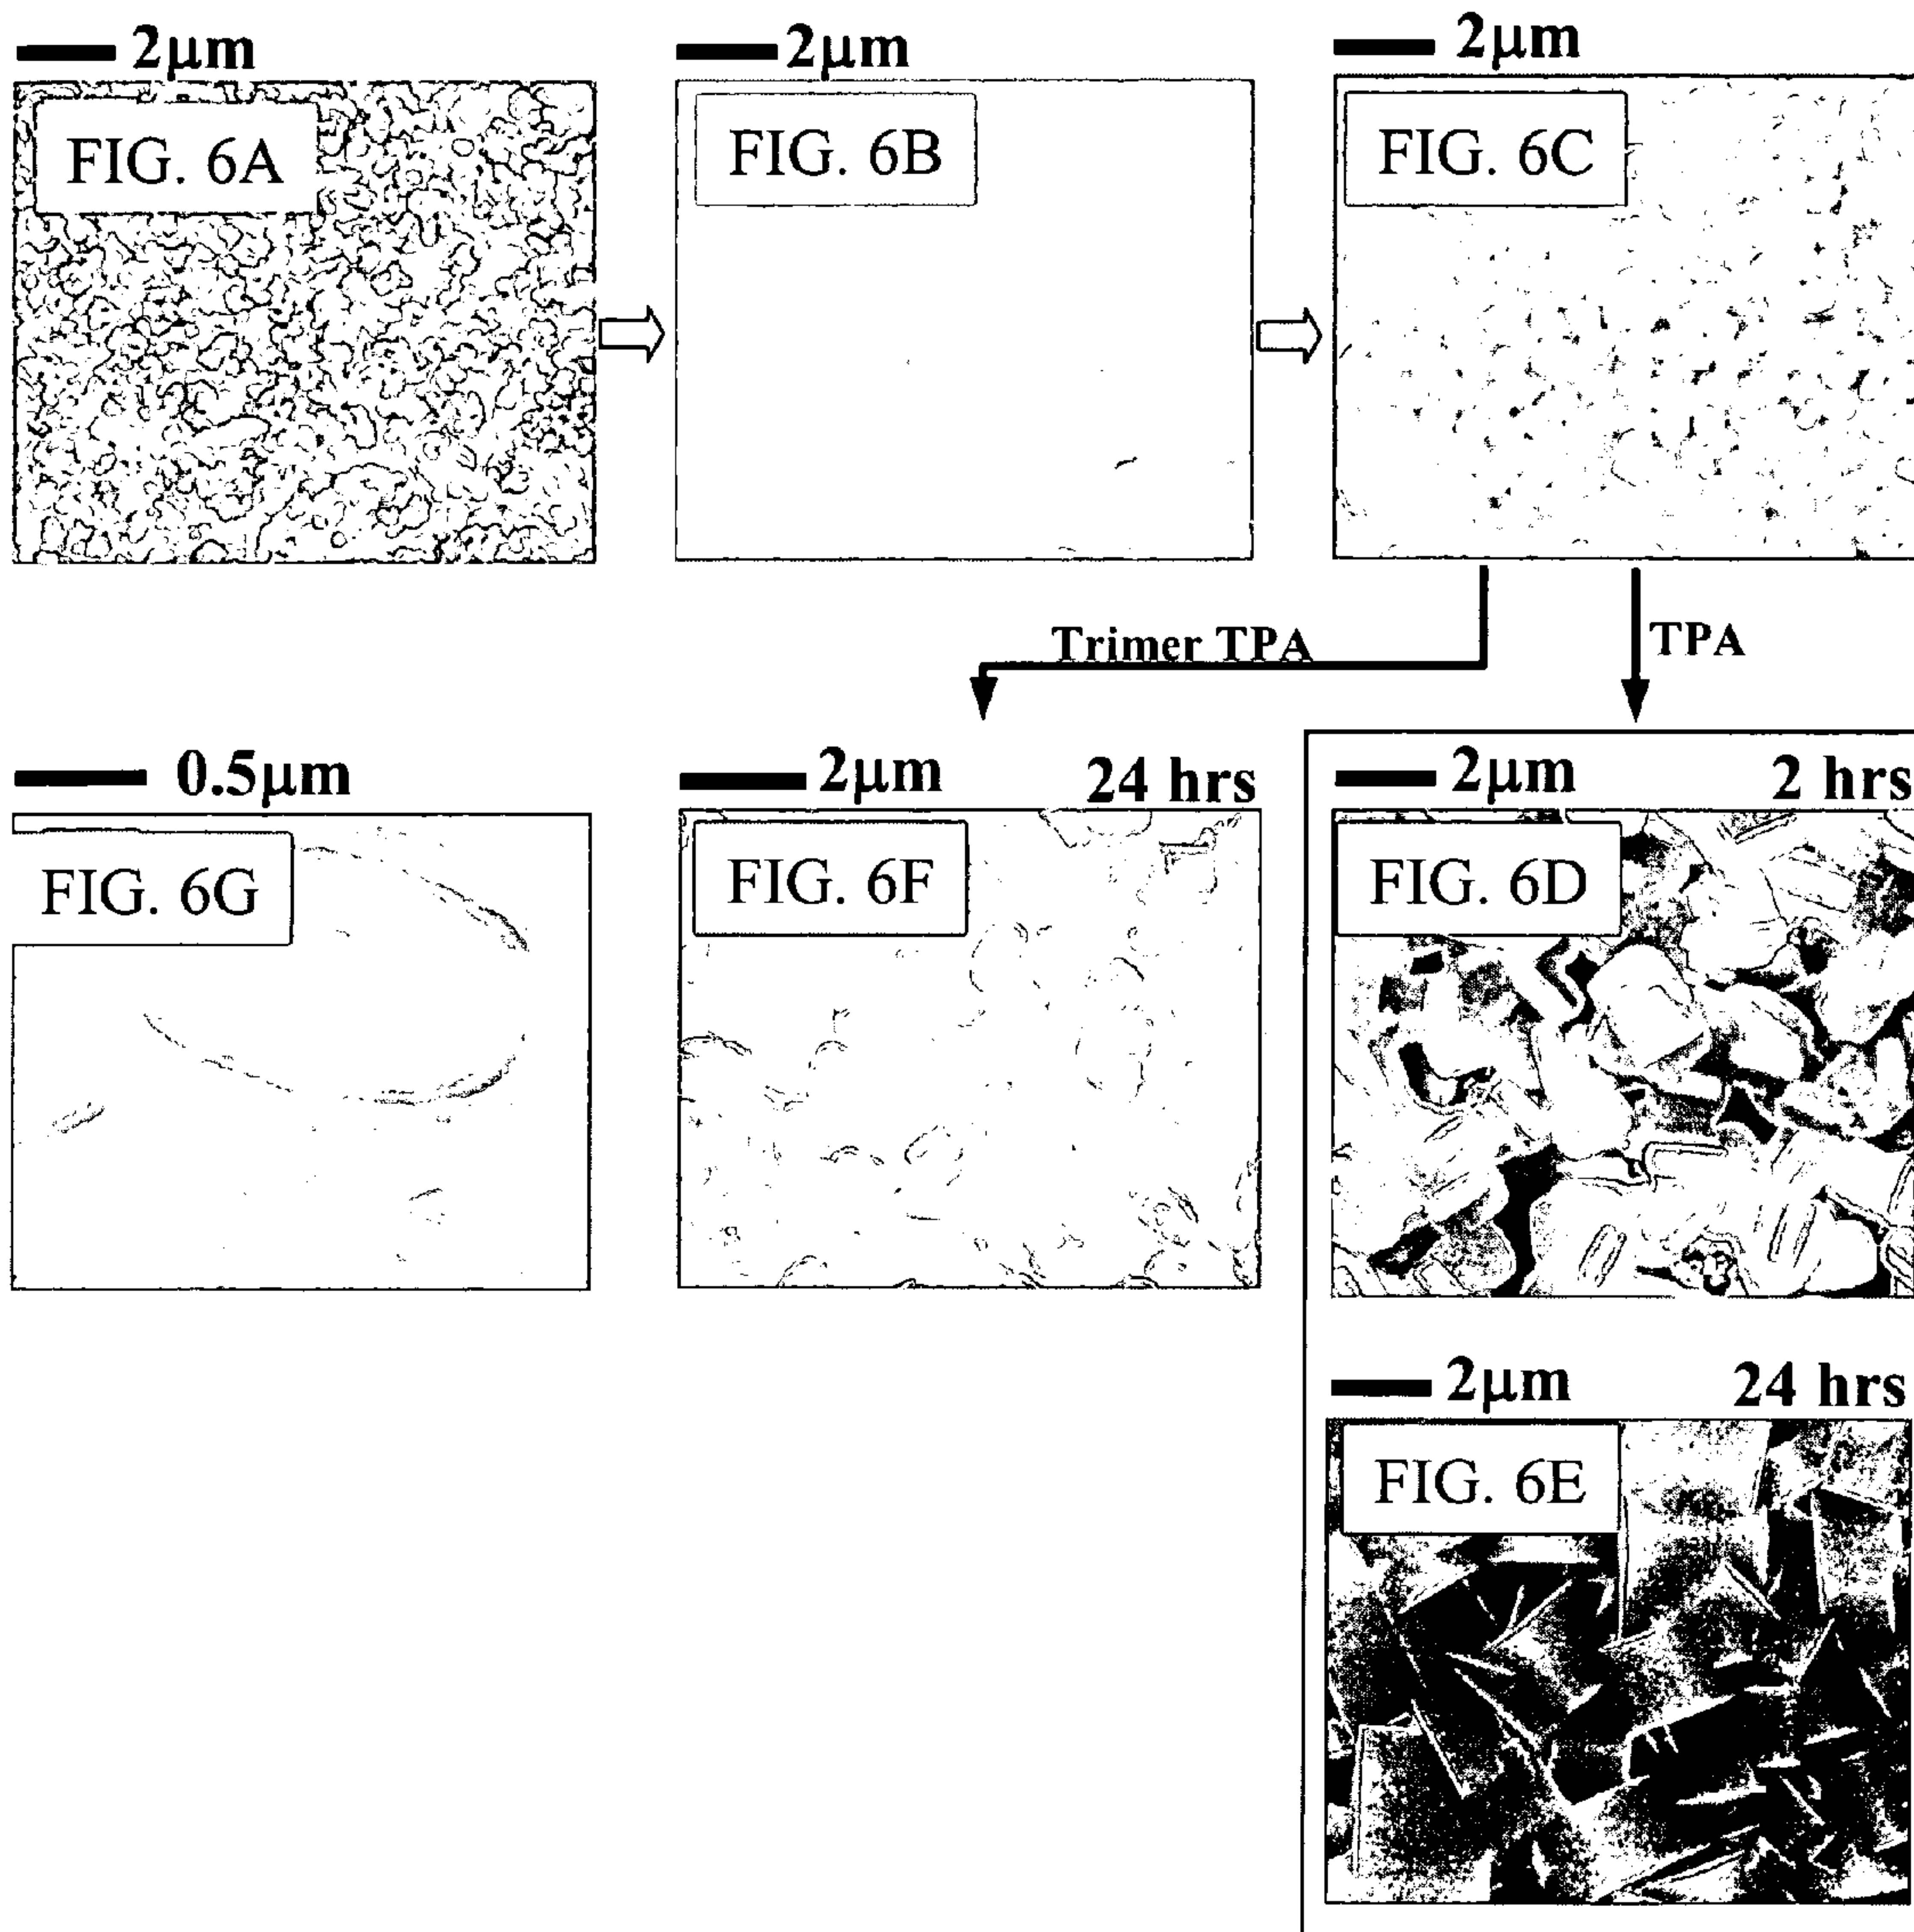 2μm
2μm
2μm
FIG. 6A
FIG. 6B
FIG. 6C
Trimer TPA
TPA
0.5μm
2μm
24 hrs
2μm
2 hrs
FIG. 6G
FIG. 6F
FIG. 6D
2μm
24 hrs
FIG. 6E